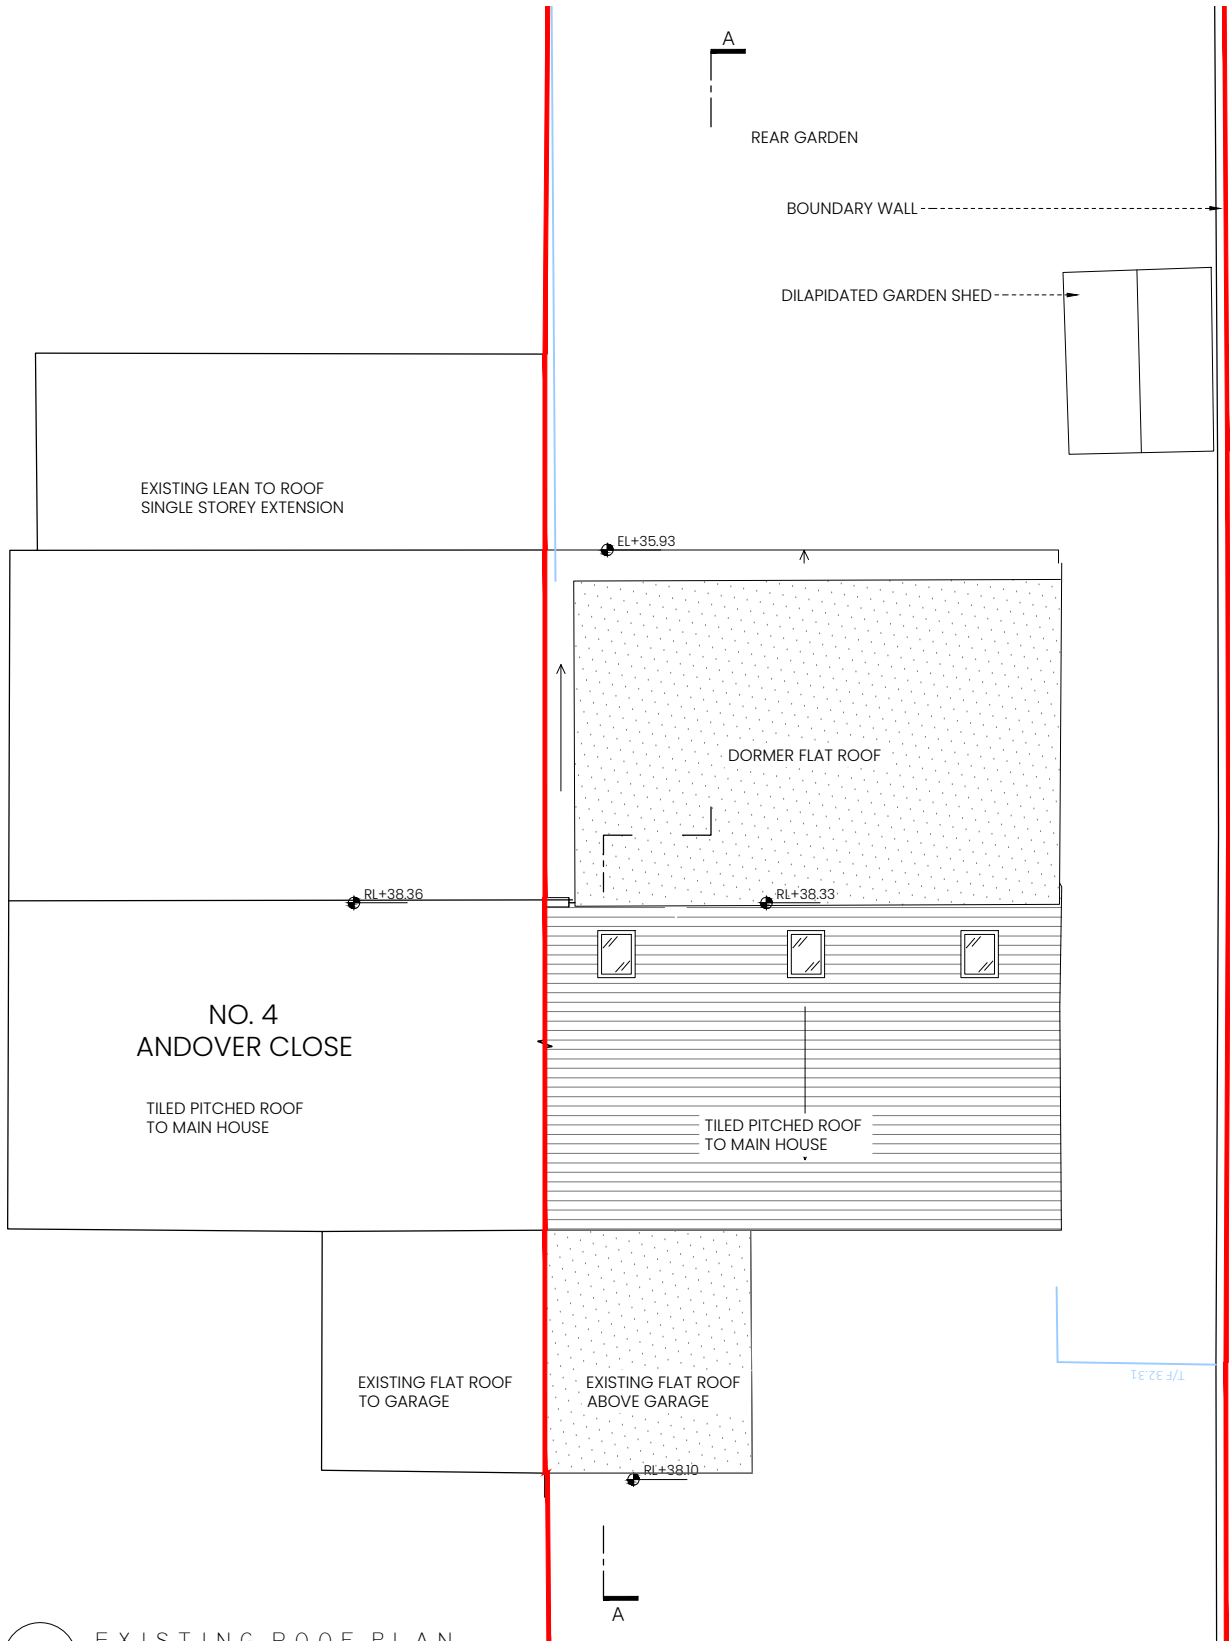 A
REAR GARDEN
BOUNDARY WALL
DILAPIDATED GARDEN SHED
EXISTING LEAN TO ROOF
SINGLE STOREY EXTENSION
EL+35.93
DORMER FLAT ROOF
RL+38.36
RL+38.33
NO. 4
ANDOVER CLOSE
TILED PITCHED ROOF
TO MAIN HOUSE
TILED PITCHED ROOF
TO MAIN HOUSE
T/F 32.31
EXISTING FLAT ROOF
TO GARAGE
EXISTING FLAT ROOF
ABOVE GARAGE
RL+38.10
A
EXISTING ROOF PLAN